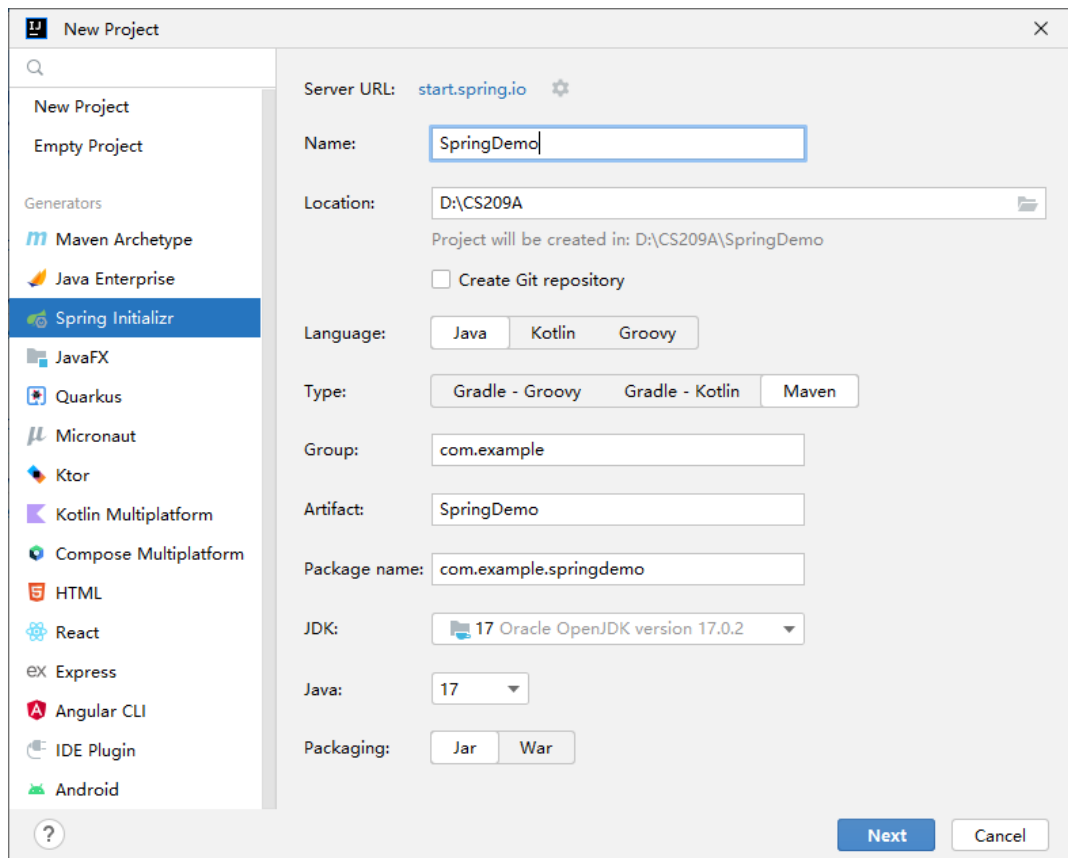 New Project
New Project
Empty Project
Generators
Maven Archetype
Java Enterprise
Spring Initializr
JavaFX
Quarkus
Micronaut
Ktor
Kotlin Multiplatform
Compose Multiplatform
HTML
React
ex Express
Angular CLI
IDE Plugin
Android
Server URL: start.spring.io
Name: SpringDemo
Location: D:\CS209A
Project will be created in: D:\CS209A\SpringDemo
Create Git repository
Language: Java Kotlin Groovy
Type: Gradle - Groovy Gradle - Kotlin Maven
Group: com.example
Artifact: SpringDemo
Package name: com.example.springdemo
JDK: 17 Oracle OpenJDK version 17.0.2
Java: 17
Packaging: Jar War
? Next Cancel